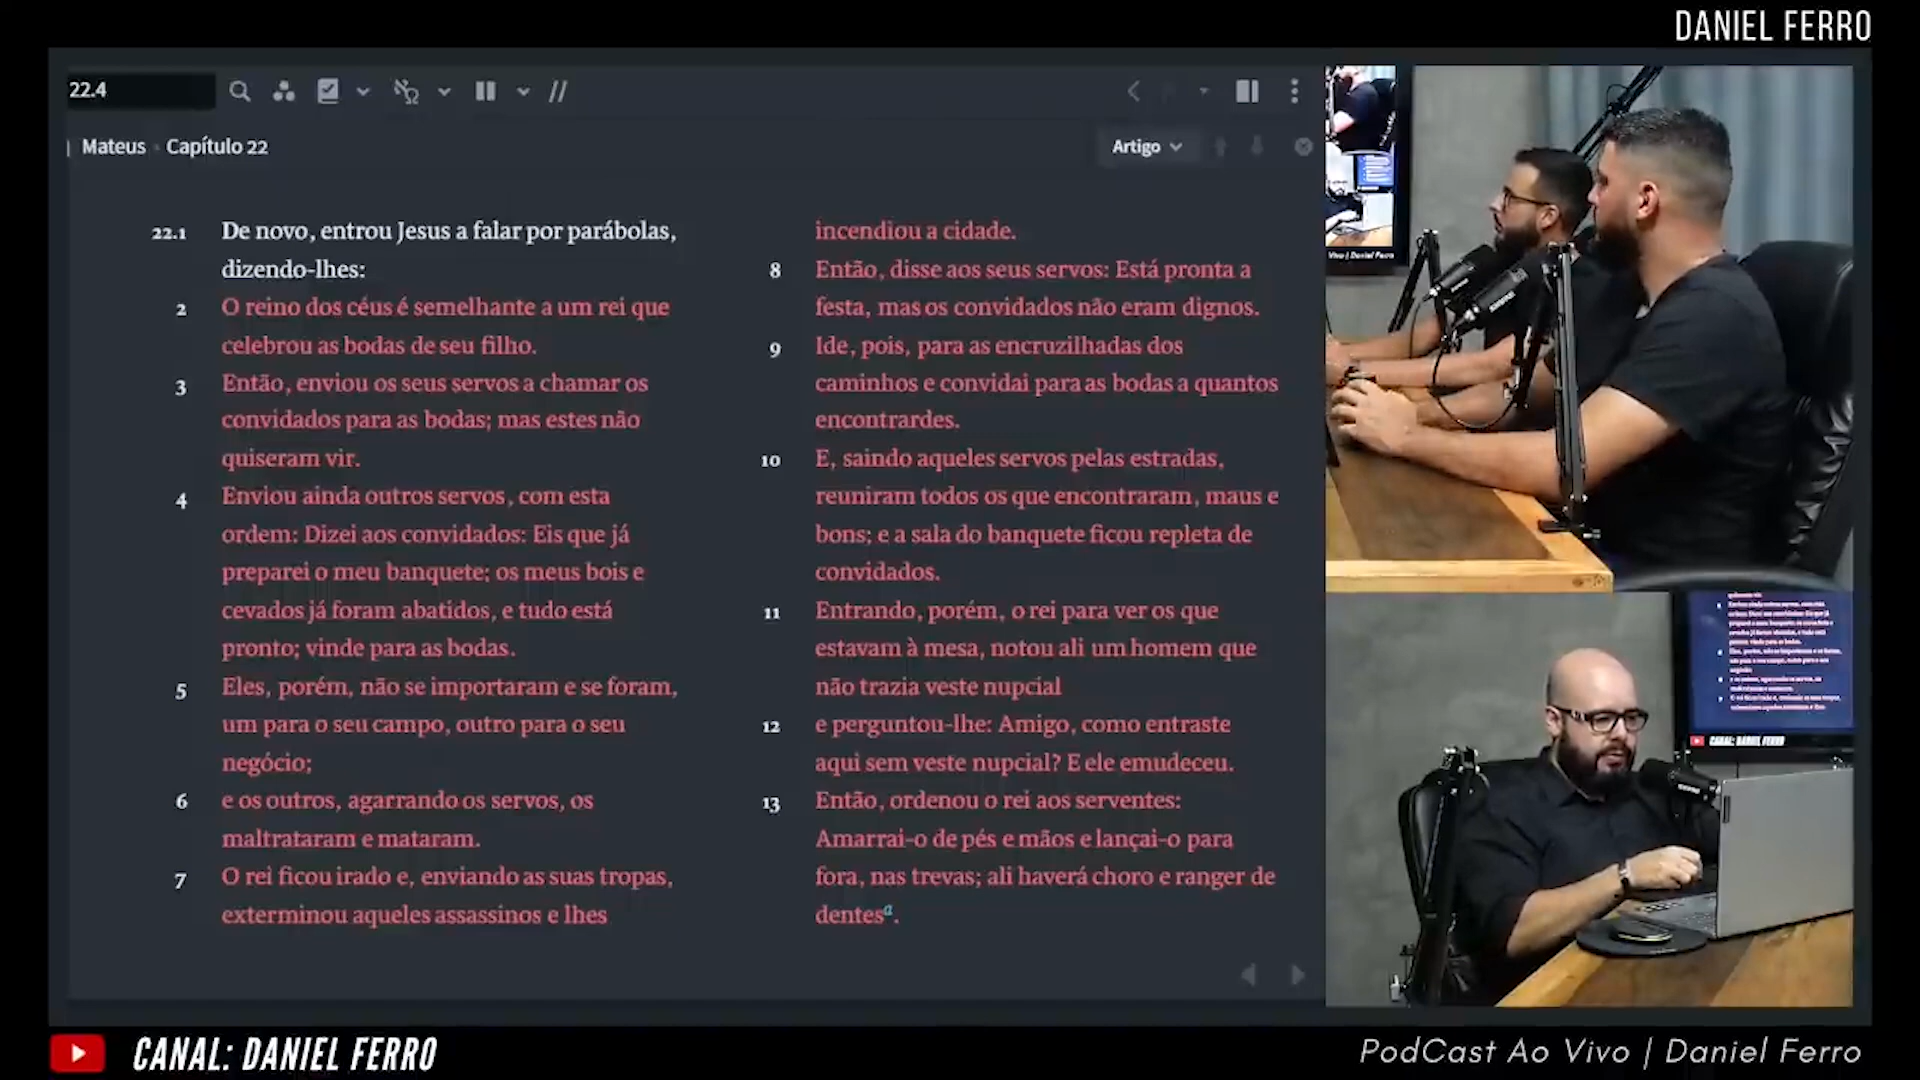 DANIEL FERRO
22.4
Mateus · Capítulo 22
Artigo
22.1 De novo, entrou Jesus a falar por parábolas,
dizendo-lhes:
2 O reino dos céus é semelhante a um rei que
celebrou as bodas de seu filho.
3 Então, enviou os seus servos a chamar os
convidados para as bodas; mas estes não
quiseram vir.
4 Enviou ainda outros servos, com esta
ordem: Dizei aos convidados: Eis que já
preparei o meu banquete; os meus bois e
cevados já foram abatidos, e tudo está
pronto; vinde para as bodas.
5 Eles, porém, não se importaram e se foram,
um para o seu campo, outro para o seu
negócio;
6 e os outros, agarrando os servos, os
maltrataram e mataram.
7 O rei ficou irado e, enviando as suas tropas,
exterminou aqueles assassinos e lhes
incendiou a cidade.
8 Então, disse aos seus servos: Está pronta a
festa, mas os convidados não eram dignos.
9 Ide, pois, para as encruzilhadas dos
caminhos e convidai para as bodas a quantos
encontrardes.
10 E, saindo aqueles servos pelas estradas,
reuniram todos os que encontraram, maus e
bons; e a sala do banquete ficou repleta de
convidados.
11 Entrando, porém, o rei para ver os que
estavam à mesa, notou ali um homem que
não trazia veste nupcial
12 e perguntou-lhe: Amigo, como entraste
aqui sem veste nupcial? E ele emudeceu.
13 Então, ordenou o rei aos serventes:
Amarrai-o de pés e mãos e lançai-o para
fora, nas trevas; ali haverá choro e ranger de
dentesª.
Vivo | Daniel Ferro
CANAL: DANIEL FERRO
CANAL: DANIEL FERRO
PodCast Ao Vivo | Daniel Ferro